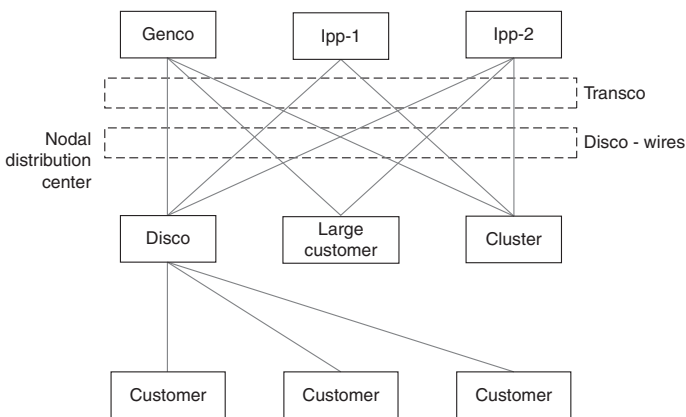 Genco
Ipp-1
Ipp-2
Transco
Nodal
distribution
center
Disco - wires
Disco
Large
customer
Cluster
Customer
Customer
Customer